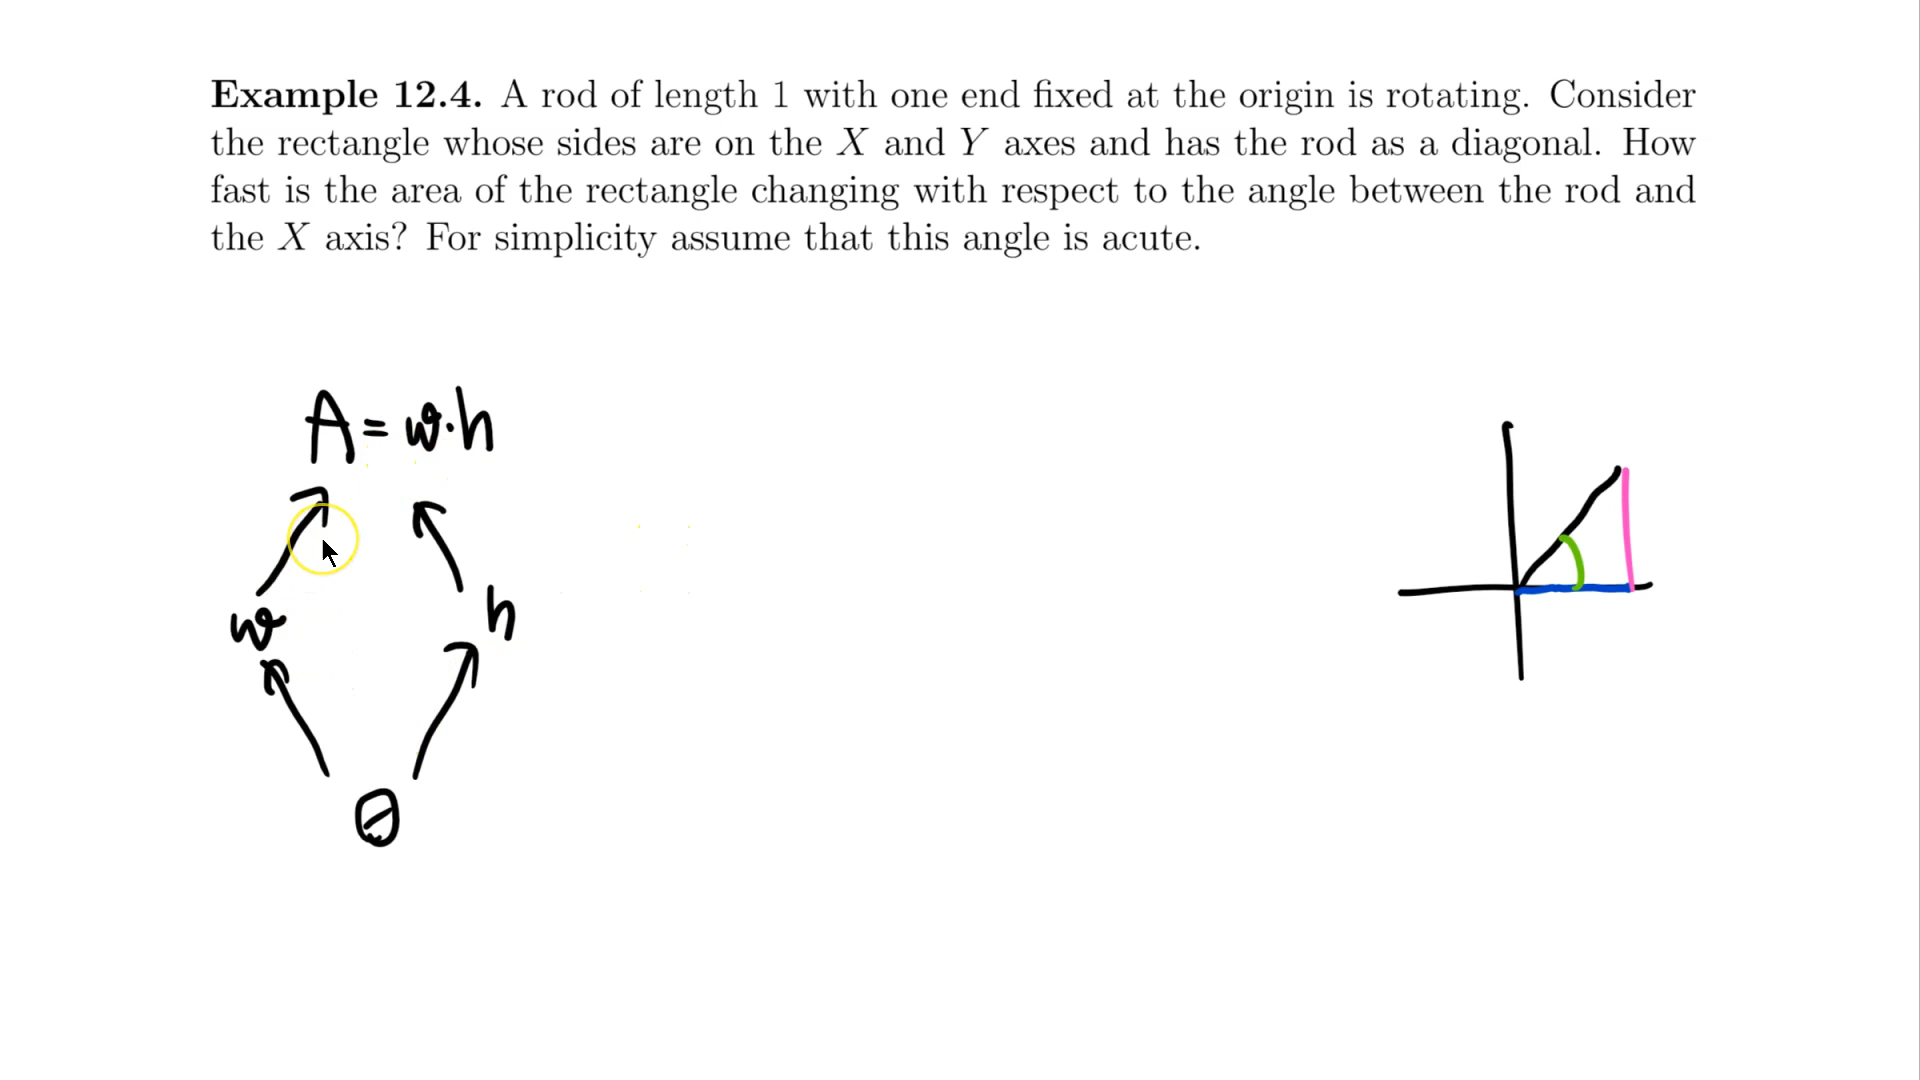 Example 12.4. A rod of length 1 with one end fixed at the origin is rotating. Consider
the rectangle whose sides are on the X and Y axes and has the rod as a diagonal. How
fast is the area of the rectangle changing with respect to the angle between the rod and
the X axis? For simplicity assume that this angle is acute.
A = w·h
w h
θ